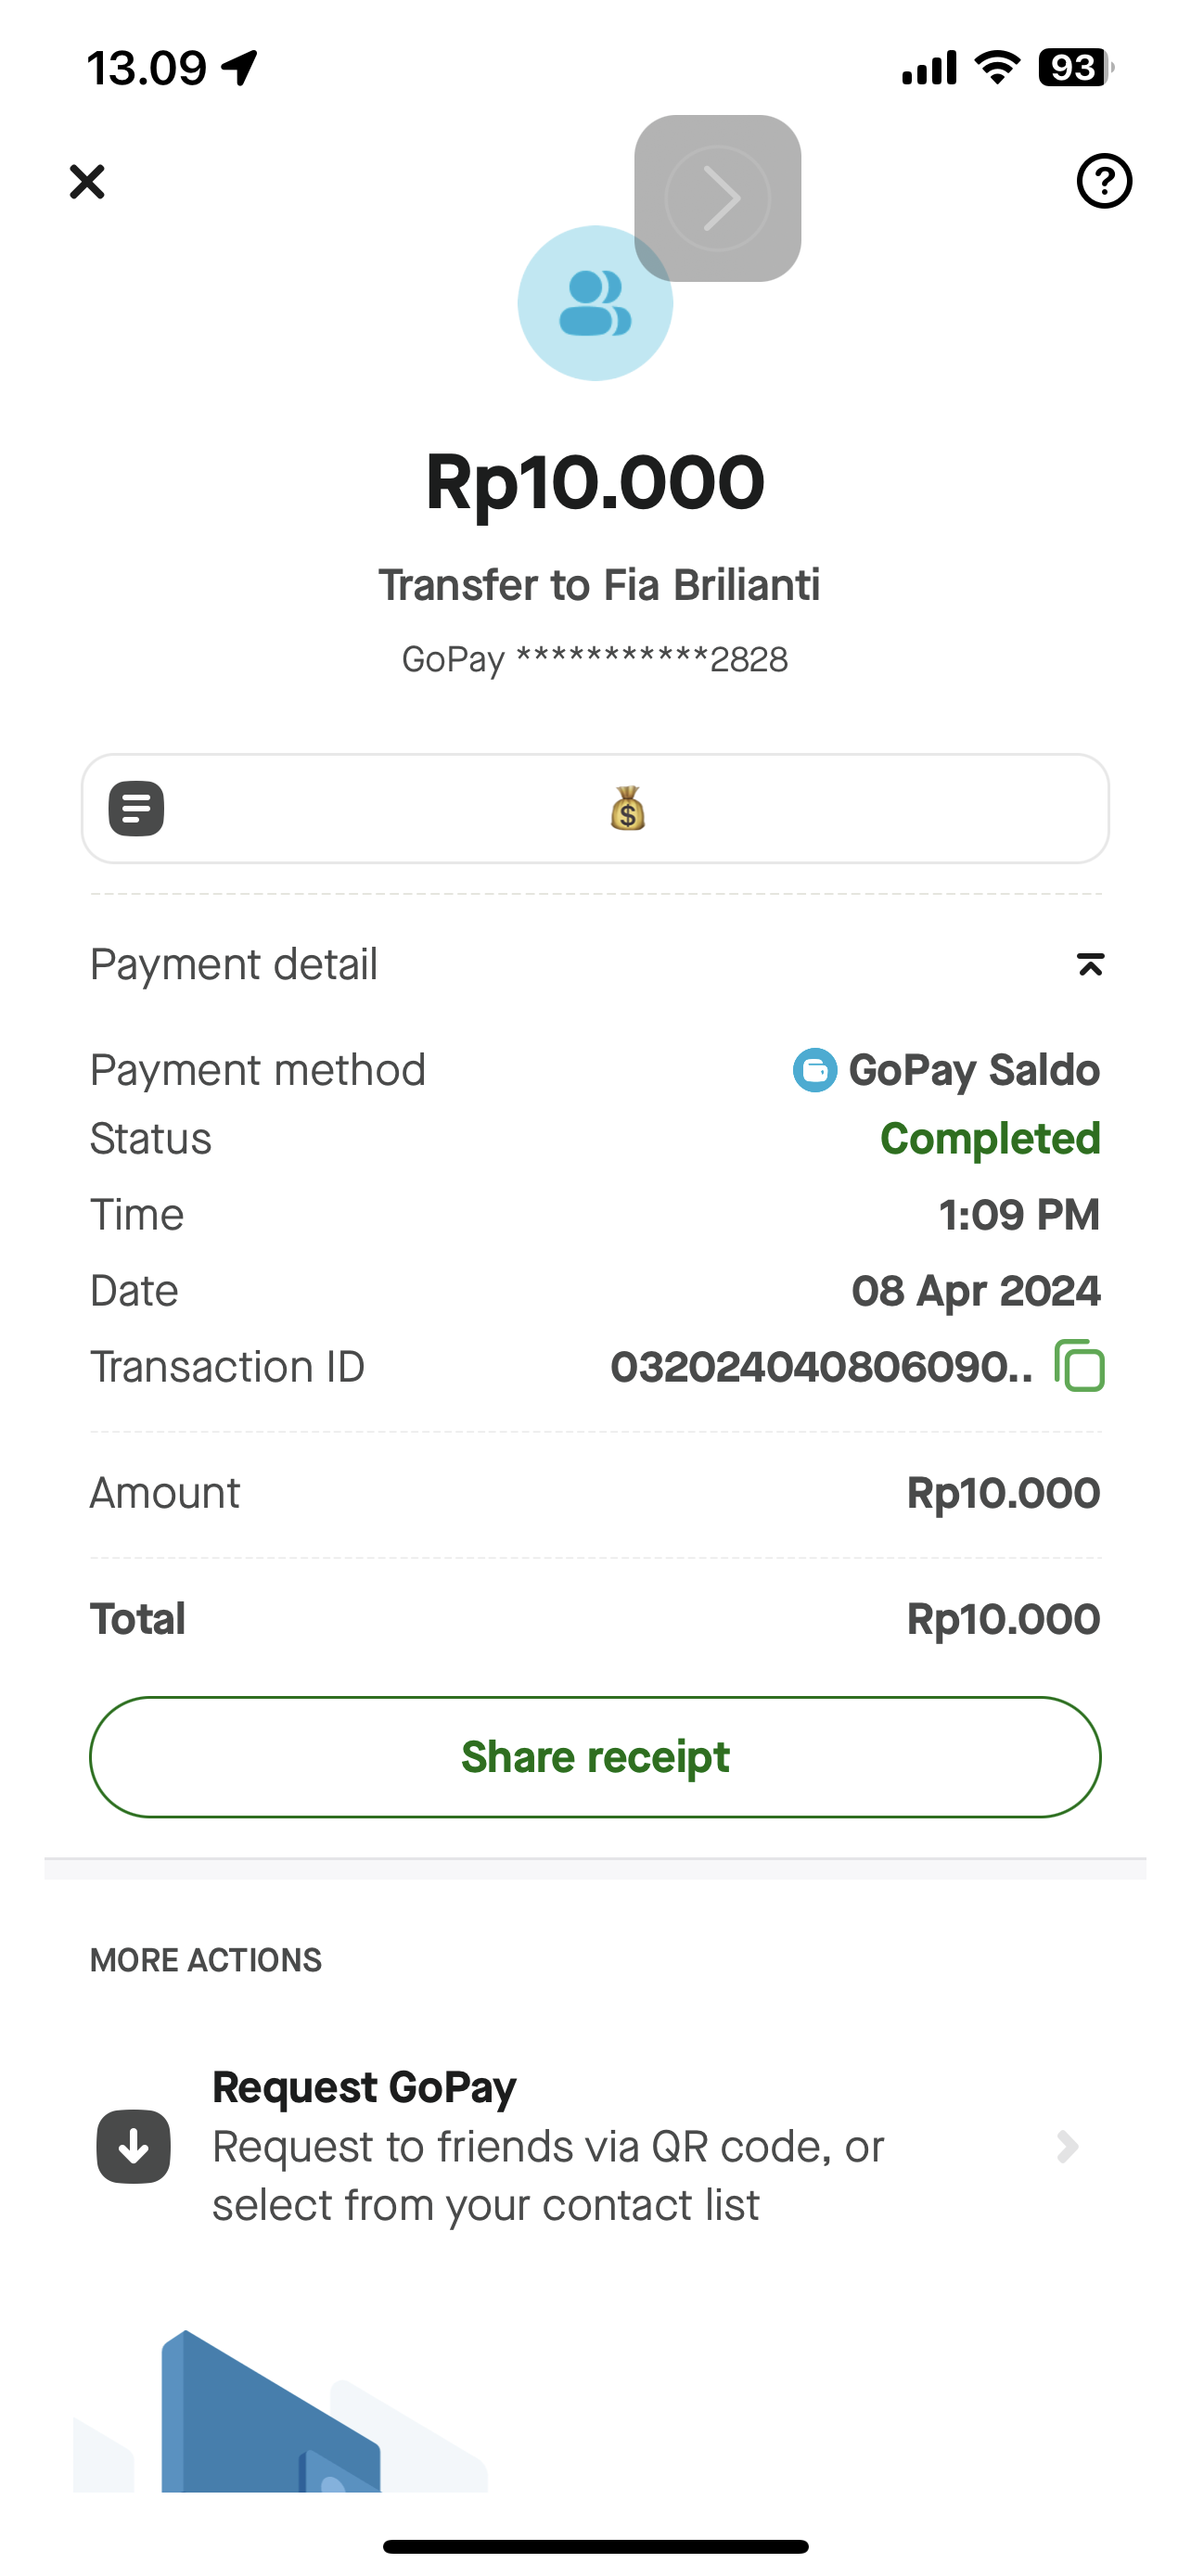 13.09
93
?
Rp10.000
Transfer to Fia Brilianti
GoPay ***********2828
$
Payment detail
Payment method GoPay Saldo
Status Completed
Time 1:09 PM
Date 08 Apr 2024
Transaction ID 032024040806090..
Amount Rp10.000
Total Rp10.000
Share receipt
MORE ACTIONS
Request GoPay
Request to friends via QR code, or
select from your contact list